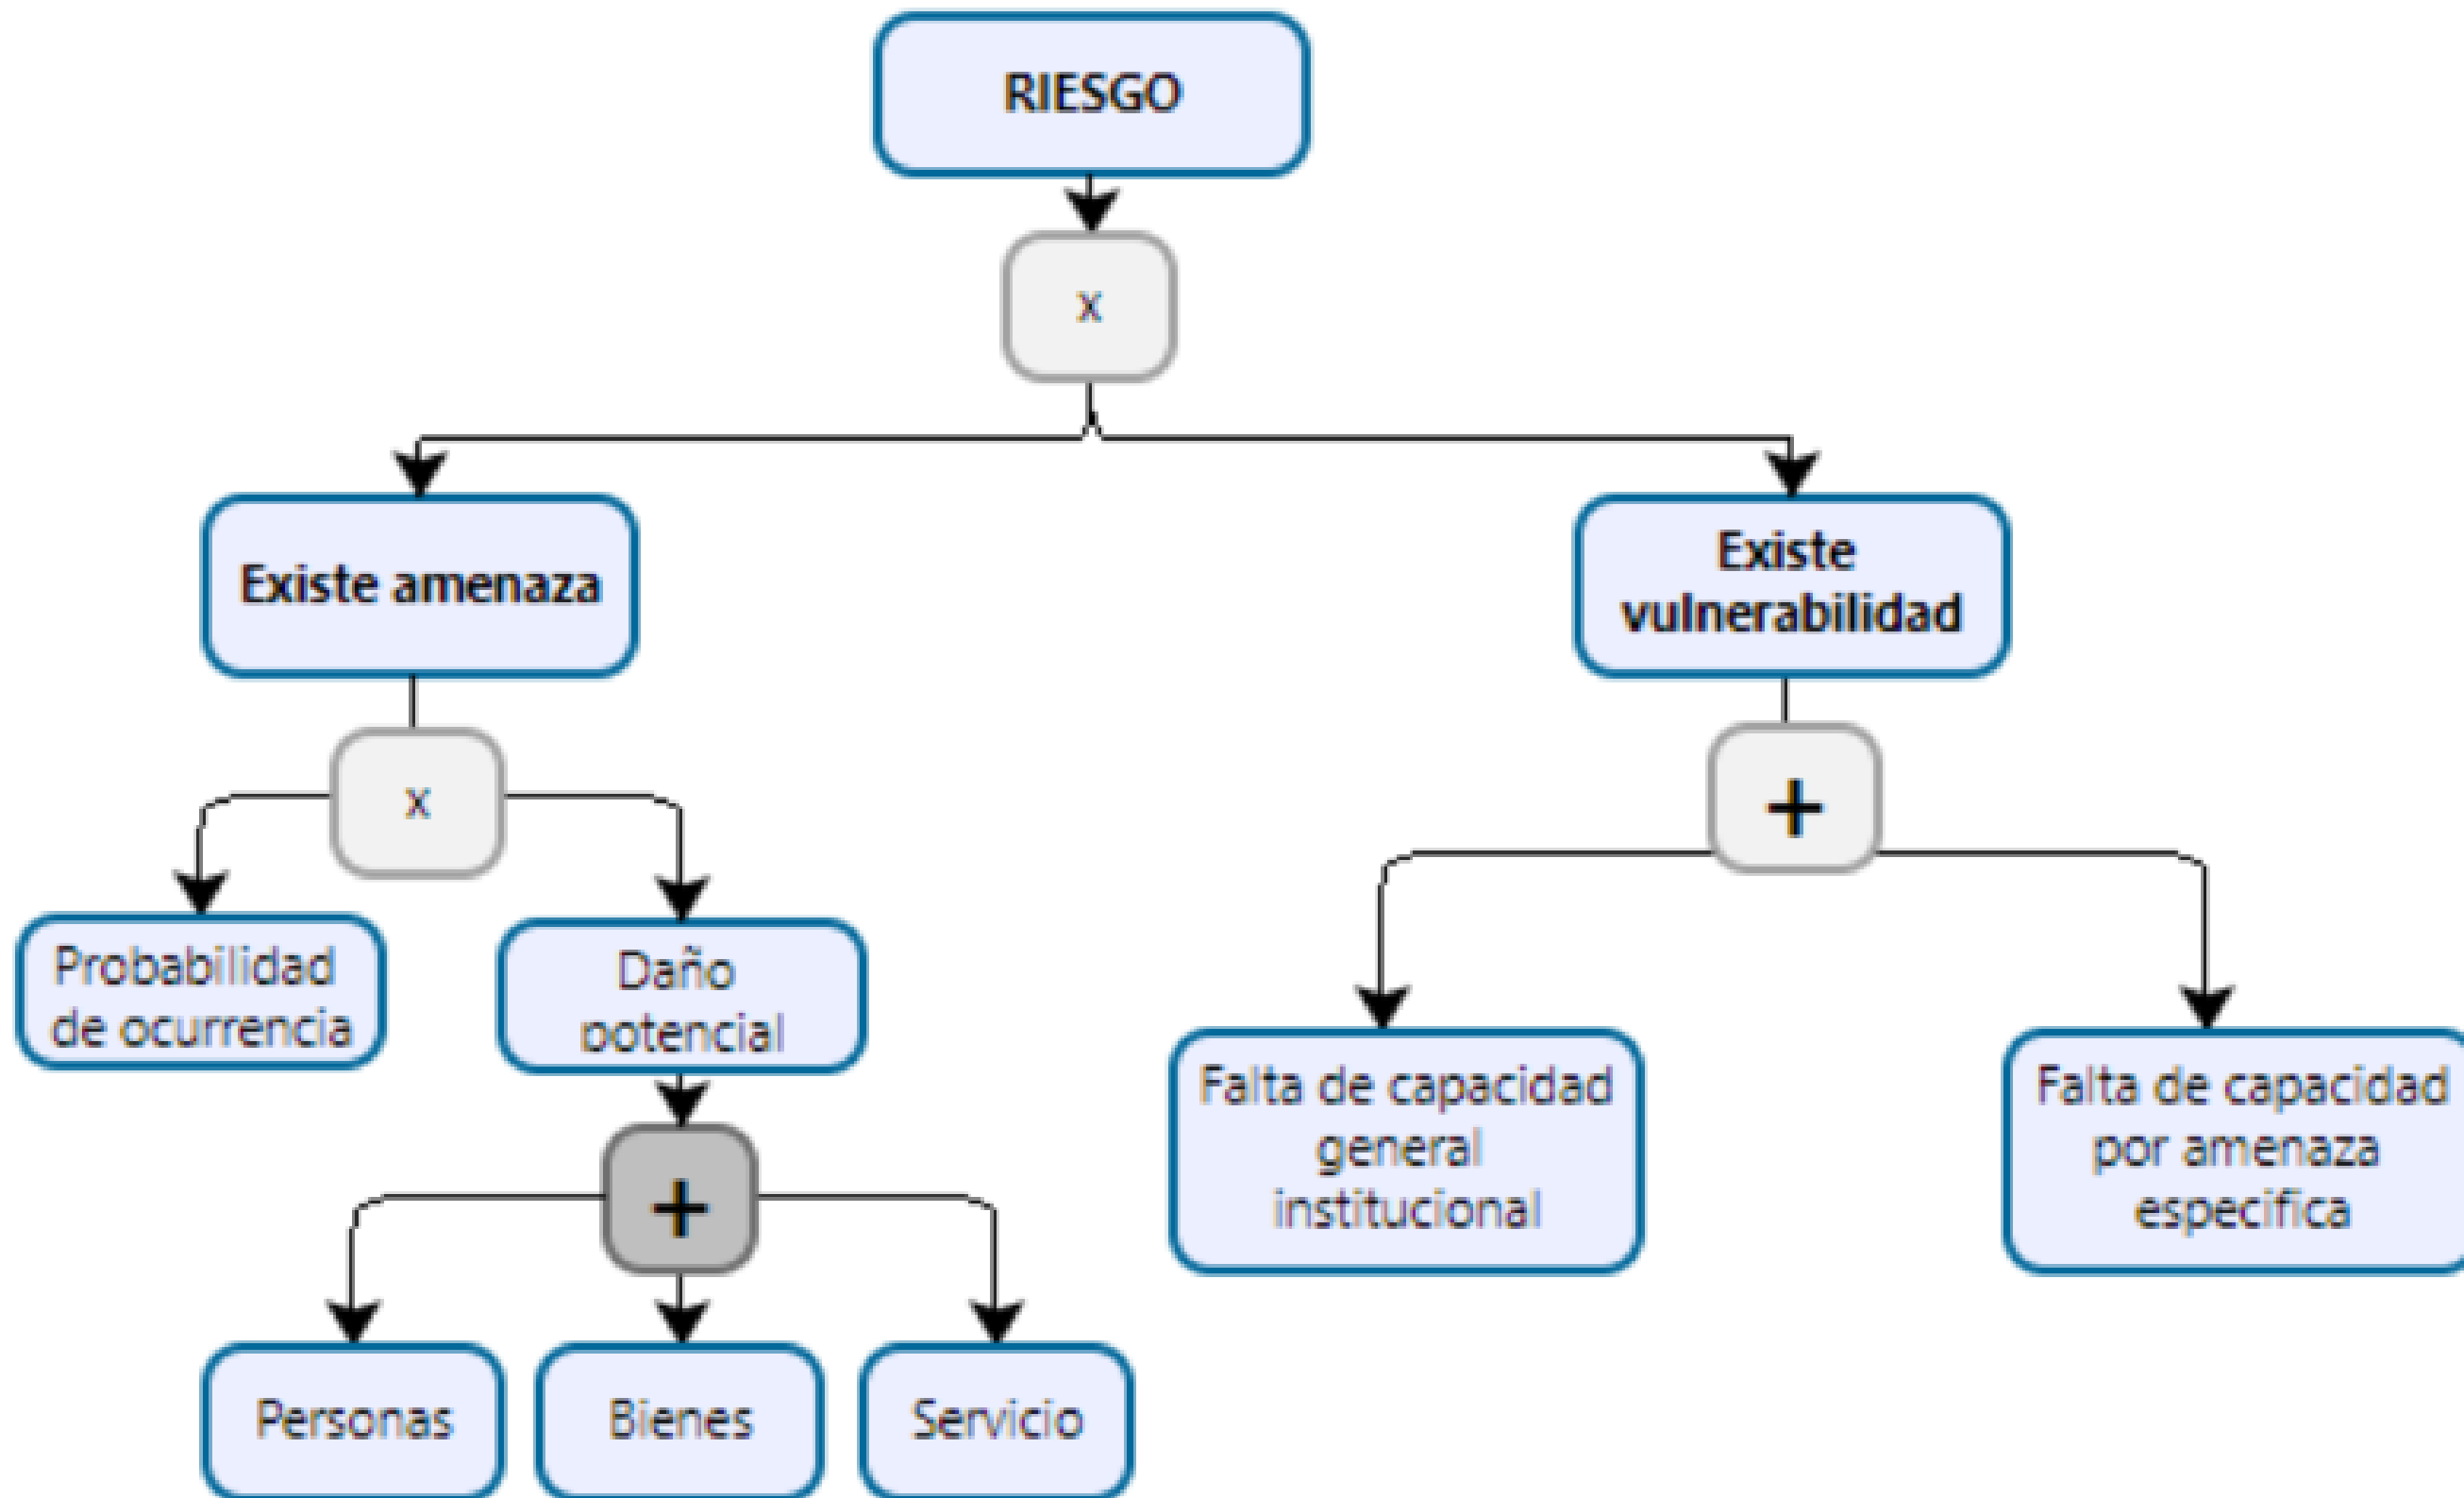 RIESGO
x
Existe amenaza
Existe
vulnerabilidad
x
+
Probabilidad
de ocurrencia
Daño
potencial
Falta de capacidad
general
institucional
Falta de capacidad
por amenaza
especifica
+
Personas
Bienes
Servicio